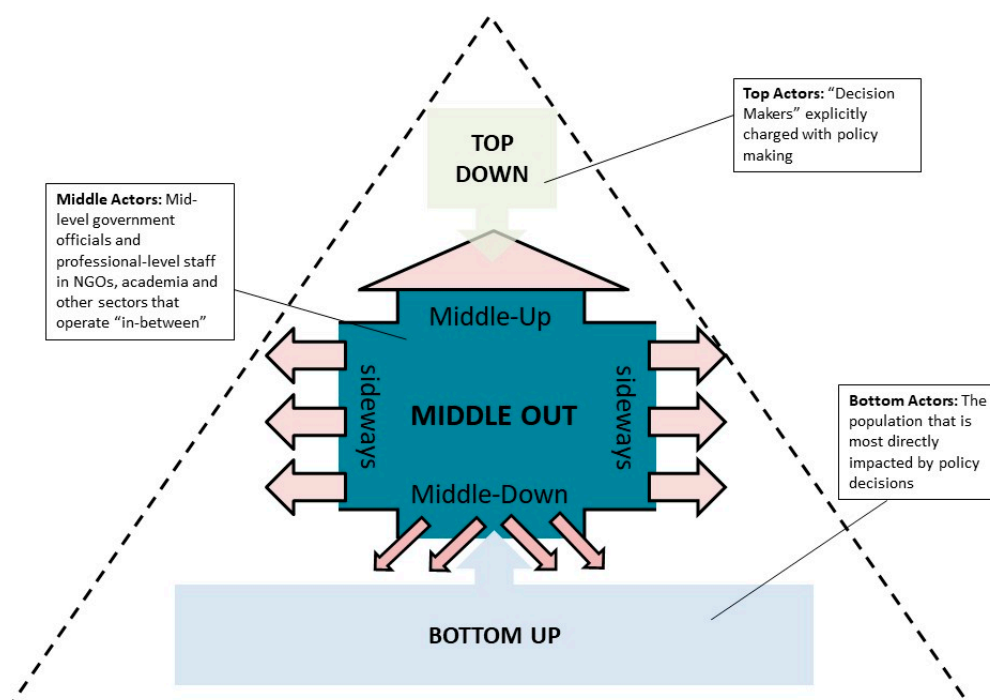 TOP
DOWN
Top Actors: “Decision
Makers” explicitly
charged with policy
making
Middle Actors: Mid-
level government
officials and
professional-level staff
in NGOs, academia and
other sectors that
operate “in-between”
Middle-Up
sideways
MIDDLE OUT
sideways
Middle-Down
Bottom Actors: The
population that is
most directly
impacted by policy
decisions
BOTTOM UP